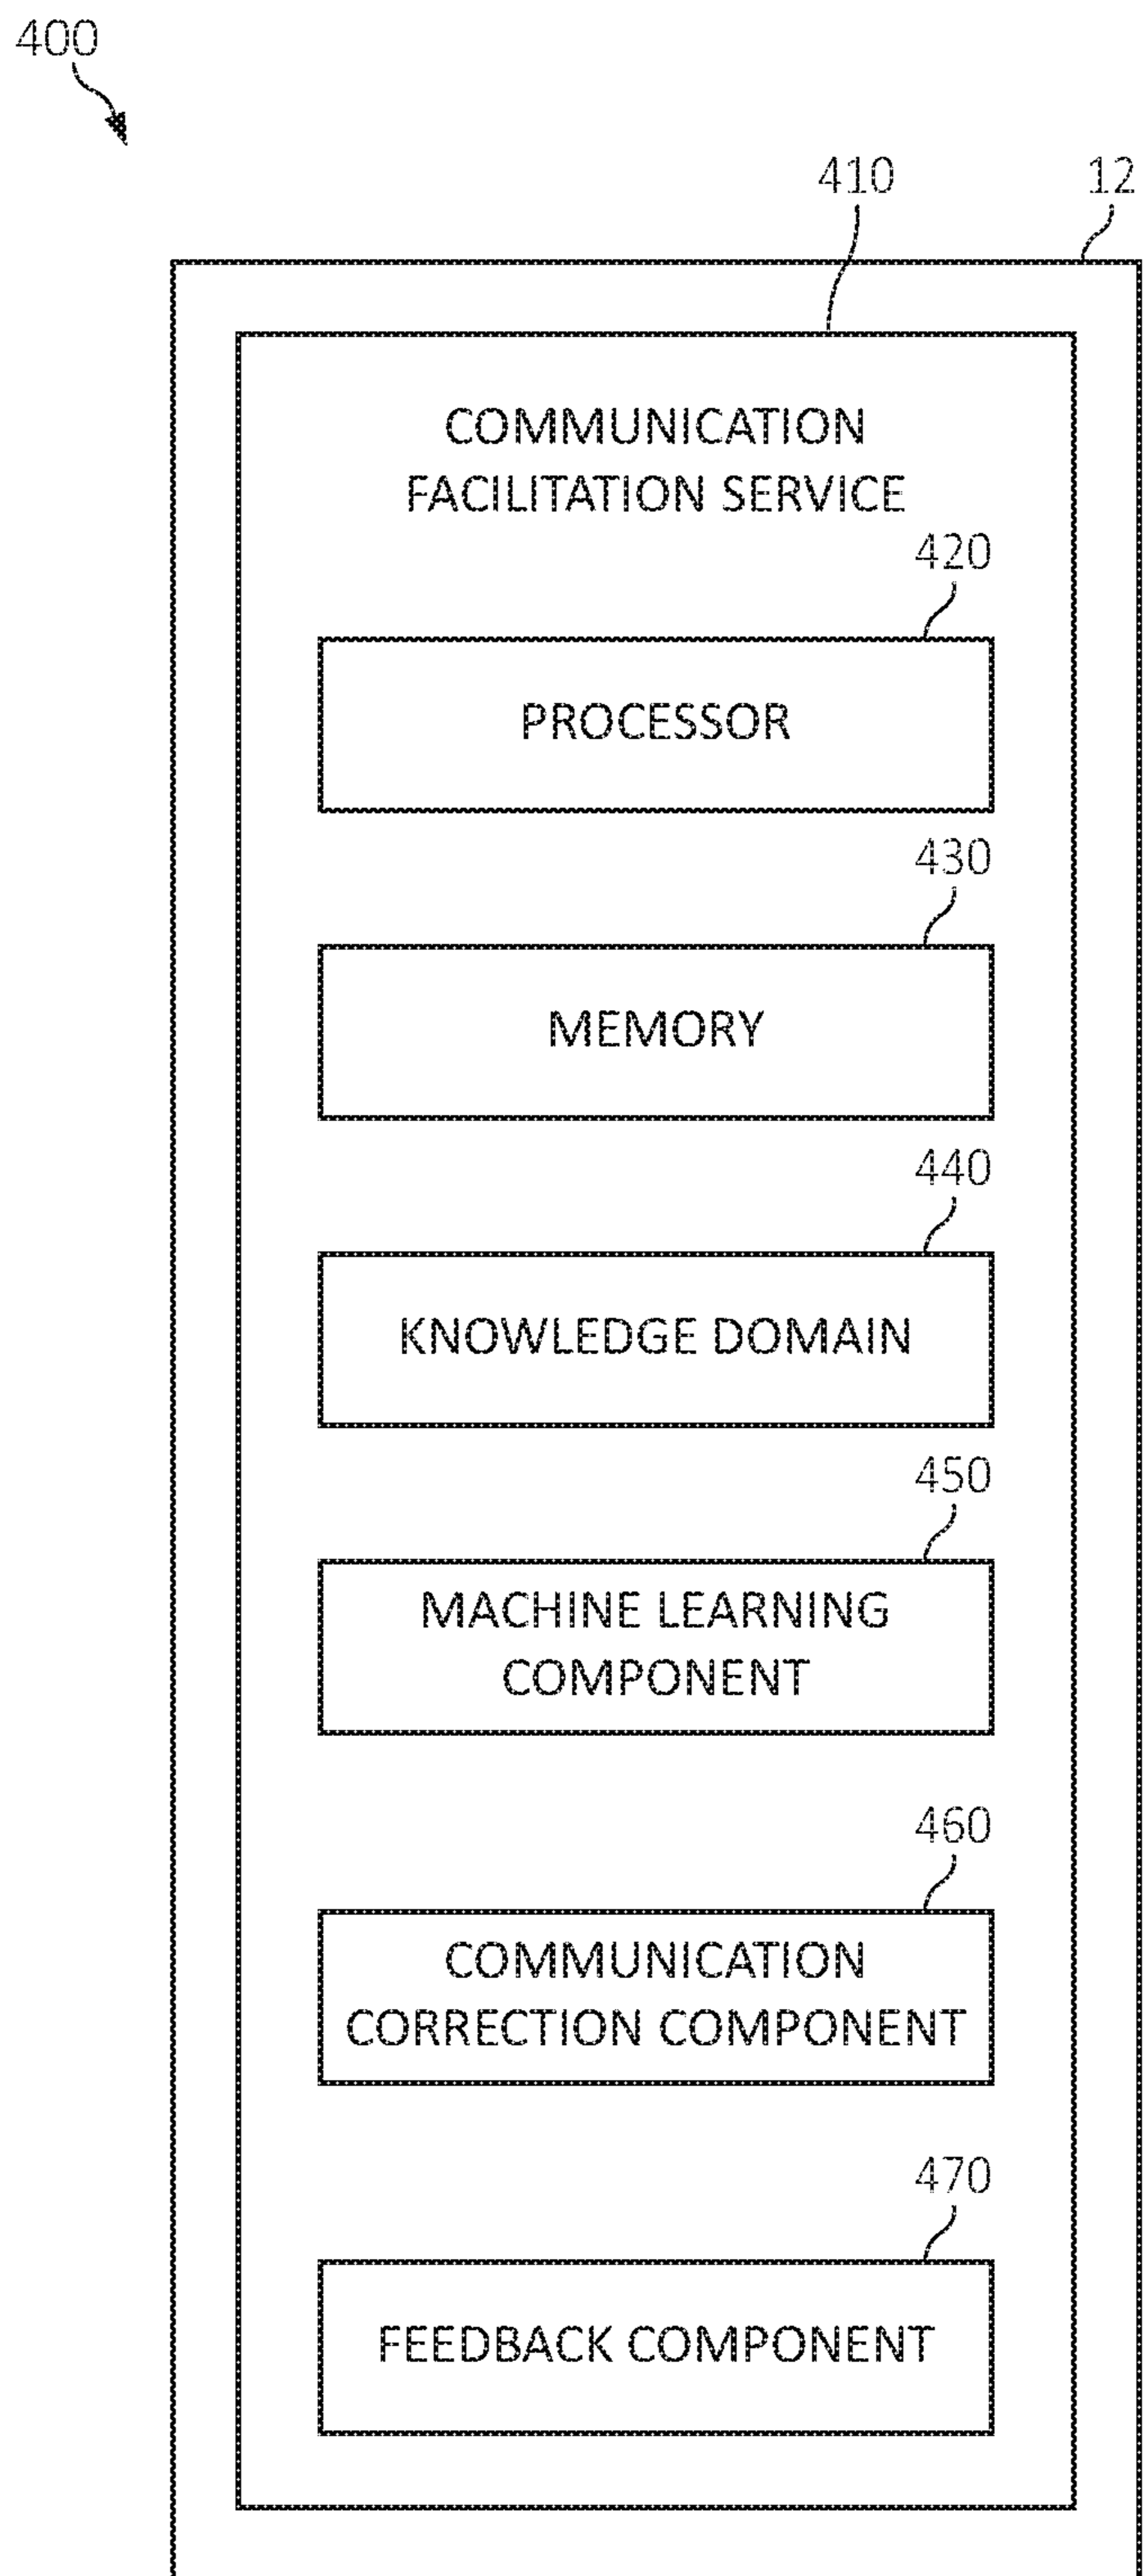 400
410
12
COMMUNICATION
FACILITATION SERVICE
420
PROCESSOR
430
MEMORY
440
KNOWLEDGE DOMAIN
450
MACHINE LEARNING
COMPONENT
460
COMMUNICATION
CORRECTION COMPONENT
470
FEEDBACK COMPONENT